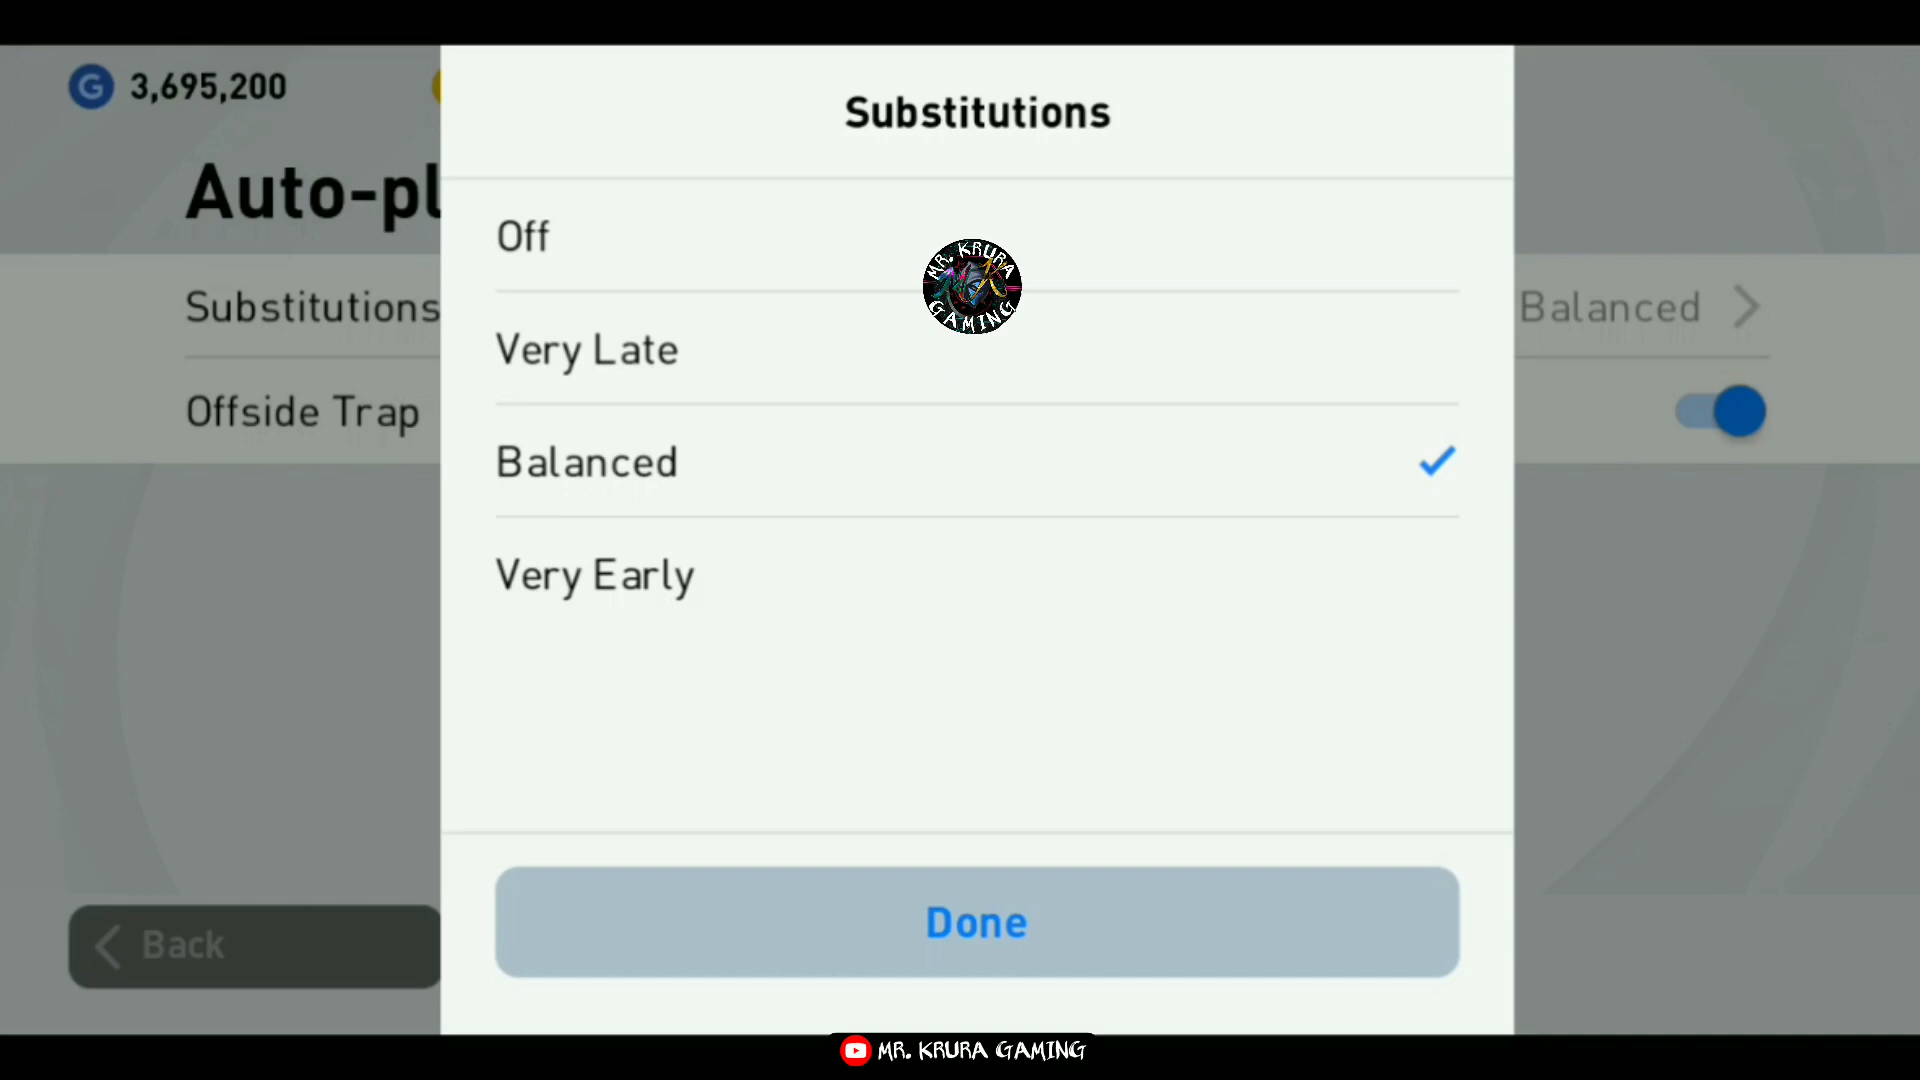 G 3,695,200
Auto-pl
Substitutions
Balanced
Offside Trap
Back
Substitutions
Off
Very Late
Balanced
Very Early
Done
MR. KRURA
GAMING
MR. KRURA GAMING